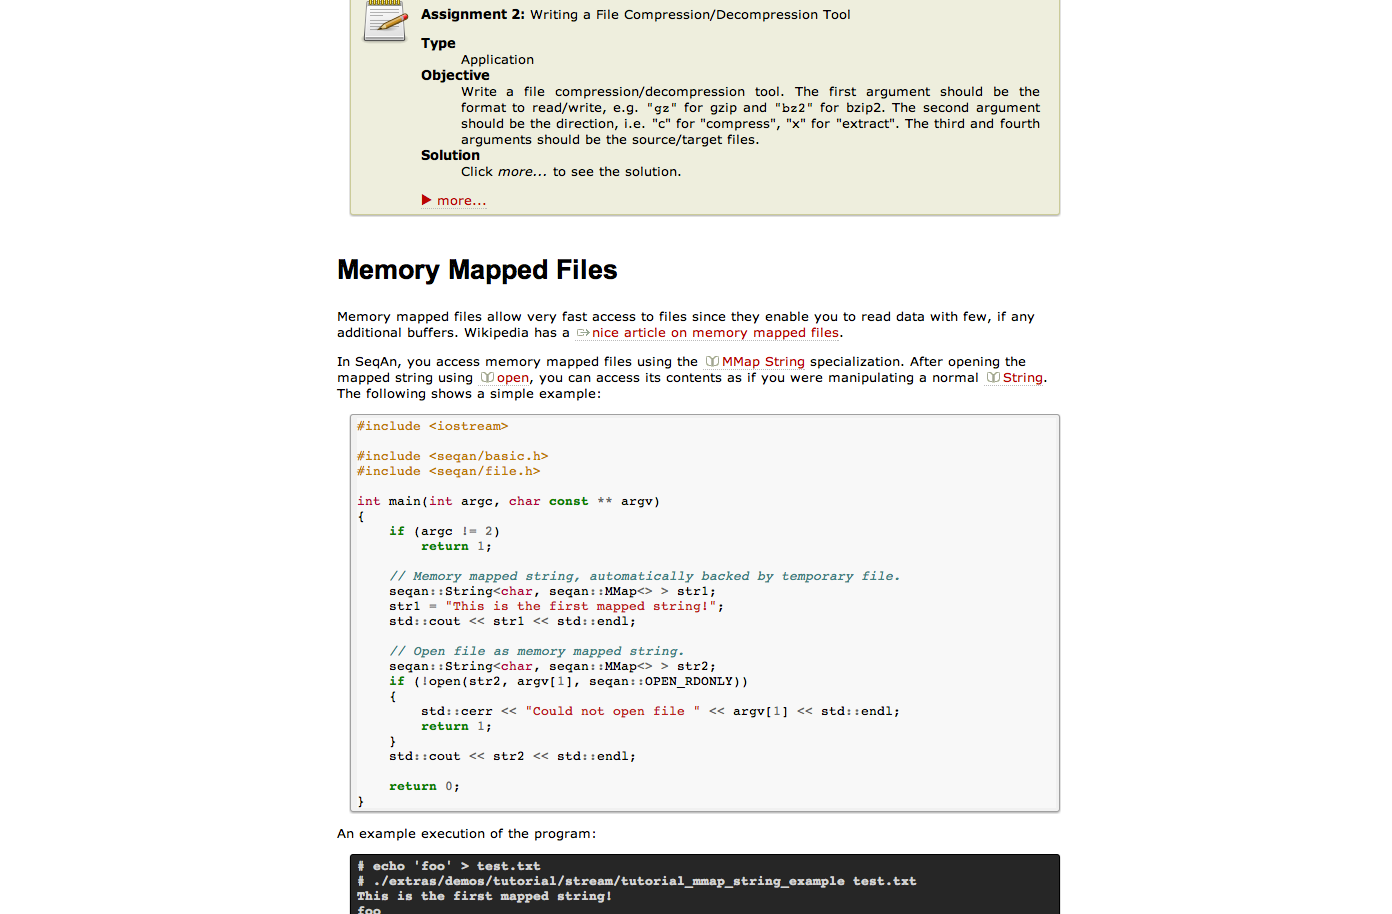 Assignment 2: Writing a File Compression/Decompression Tool
Type
Application
Objective
Write a file compression/decompression tool. The first argument should be the
format to read/write, e.g. "gz" for gzip and "bz2" for bzip2. The second argument
should be the direction, i.e. "c" for "compress", "x" for "extract". The third and fourth
arguments should be the source/target files.
Solution
Click more... to see the solution.
more...
Memory Mapped Files
Memory mapped files allow very fast access to files since they enable you to read data with few, if any
additional buffers. Wikipedia has a nice article on memory mapped files.
In SeqAn, you access memory mapped files using the MMap String specialization. After opening the
mapped string using open, you can access its contents as if you were manipulating a normal String.
The following shows a simple example:
#include <iostream>
#include <seqan/basic.h>
#include <seqan/file.h>
int main(int argc, char const ** argv)
{
    if (argc != 2)
        return 1;
    // Memory mapped string, automatically backed by temporary file.
    seqan::String<char, seqan::MMap<> > str1;
    str1 = "This is the first mapped string!";
    std::cout << str1 << std::endl;
    // Open file as memory mapped string.
    seqan::String<char, seqan::MMap<> > str2;
    if (!open(str2, argv[1], seqan::OPEN_RDONLY))
    {
        std::cerr << "Could not open file " << argv[1] << std::endl;
        return 1;
    }
    std::cout << str2 << std::endl;
    return 0;
}
An example execution of the program:
# echo 'foo' > test.txt
# ./extras/demos/tutorial/stream/tutorial_mmap_string_example test.txt
This is the first mapped string!
foo